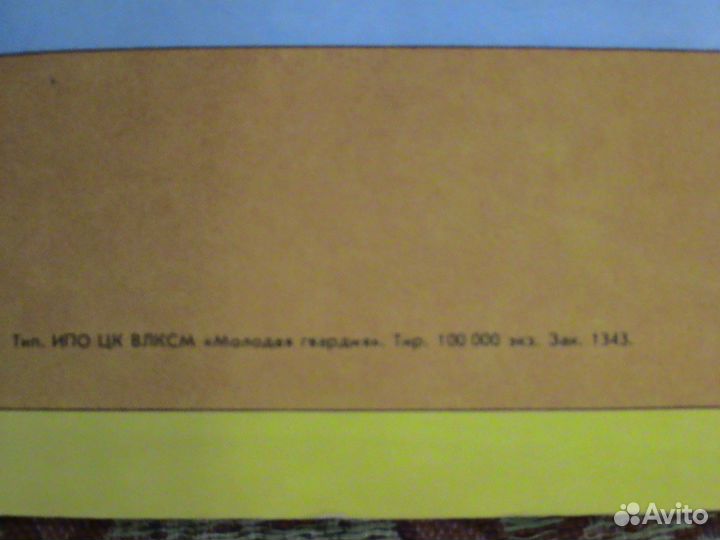 Тип. ИПО ЦК ВЛКСМ «Молодая гвардия». Тир. 100 000 экз. Зак. 1343.
Avito